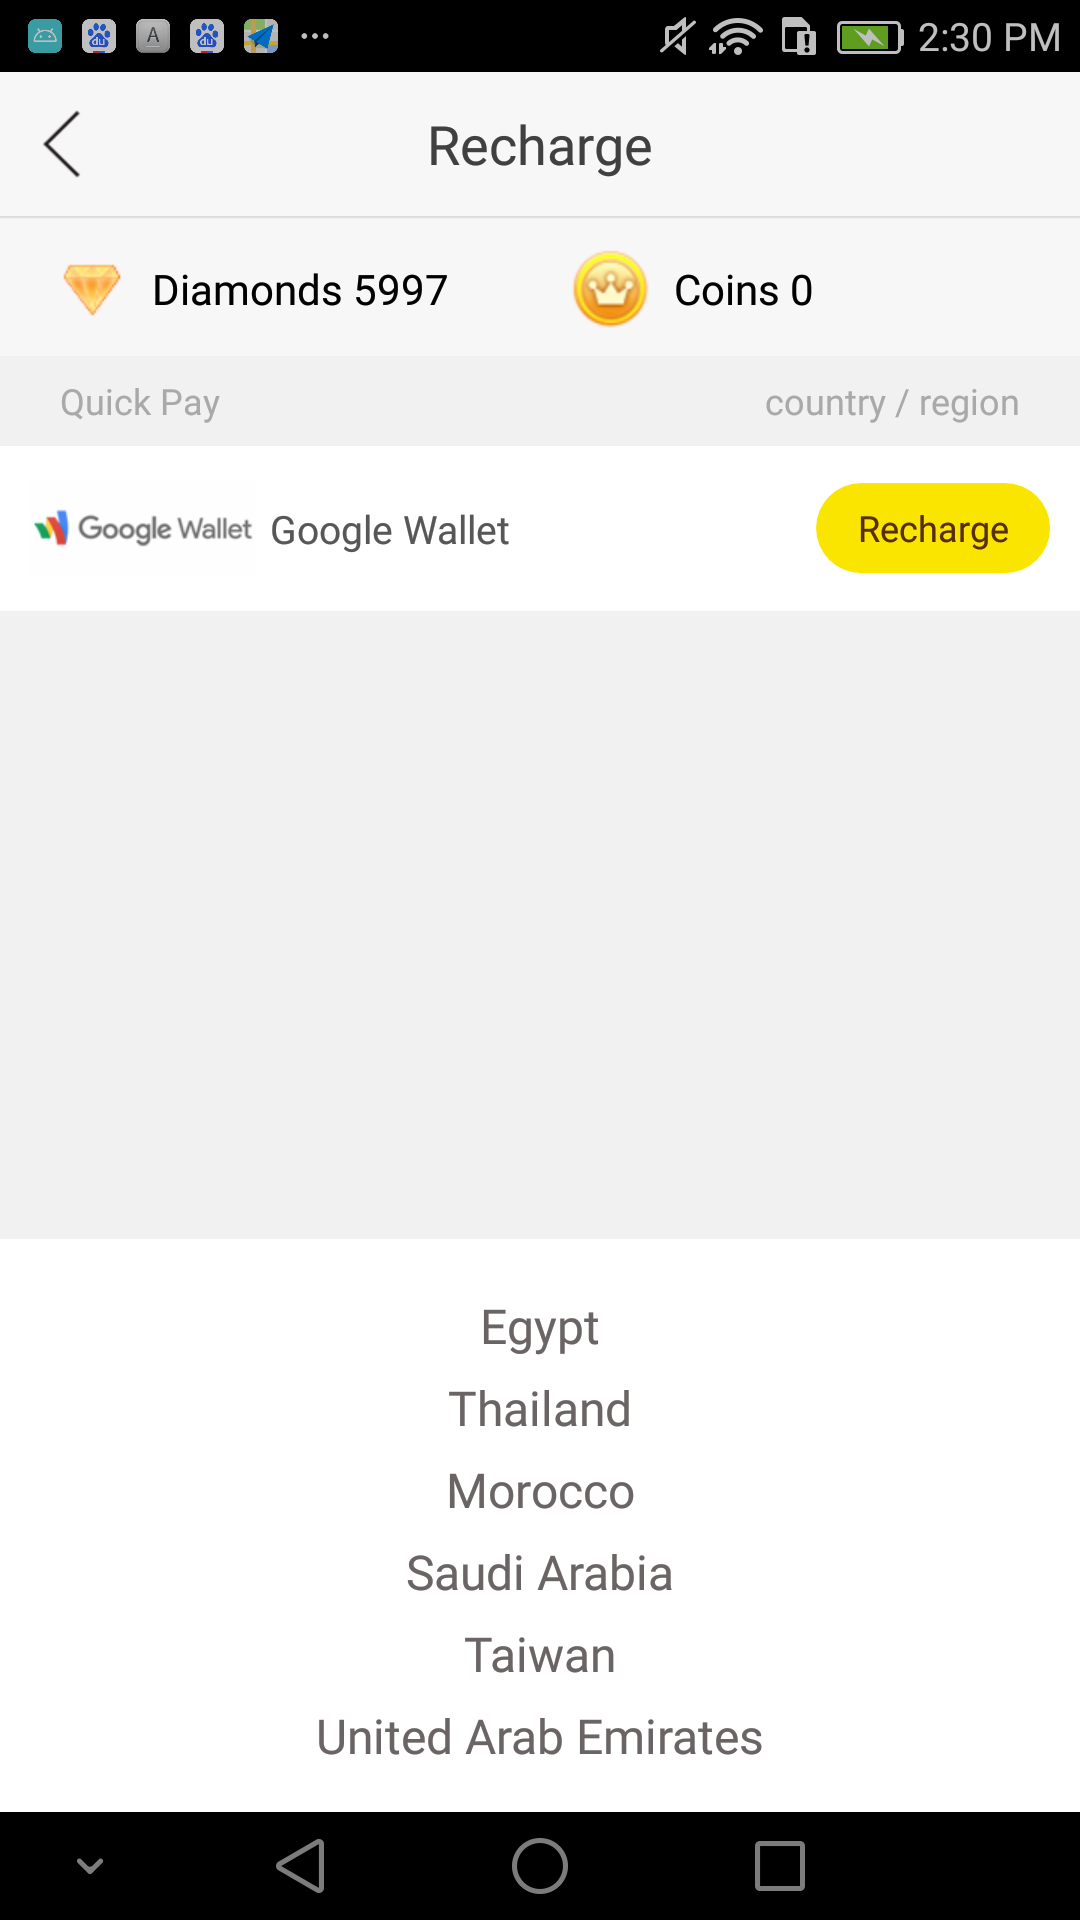 2:30 PM
Recharge
Diamonds 5997 Coins 0
Quick Pay country / region
Google Wallet Google Wallet Recharge
Egypt
Thailand
Morocco
Saudi Arabia
Taiwan
United Arab Emirates